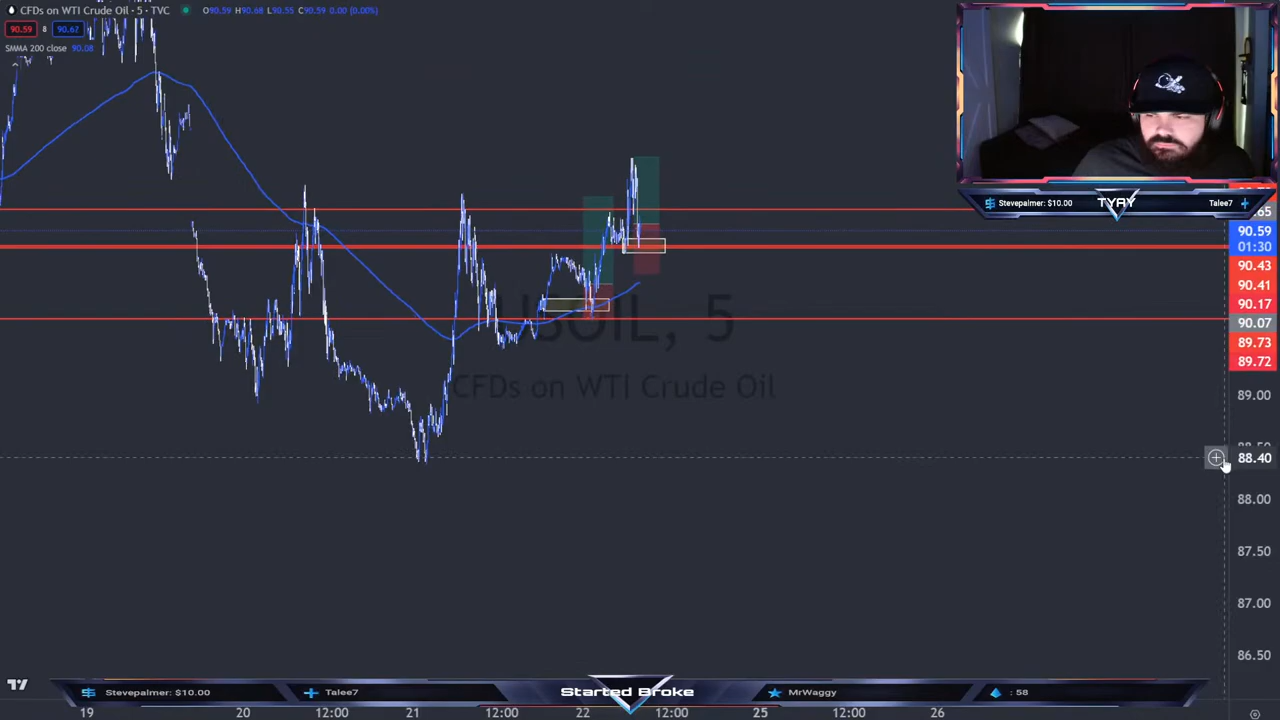 CFDs on WTI Crude Oil · 5 · TVC O90.59 H90.68 L90.55 C90.59 0.00 (0.00%)
90.59 8 90.62
SMMA 200 close 90.08
Stevepalmer: $10.00 TYAY Talee7
.65
90.59
01:30
90.43
90.41
90.17
90.07
89.73
89.72
USOIL, 5
CFDs on WTI Crude Oil
89.00
88.50
88.40
88.00
87.50
87.00
86.50
Stevepalmer: $10.00 Talee7 Started Broke MrWaggy : 58
19 20 12:00 21 12:00 22 12:00 25 12:00 26